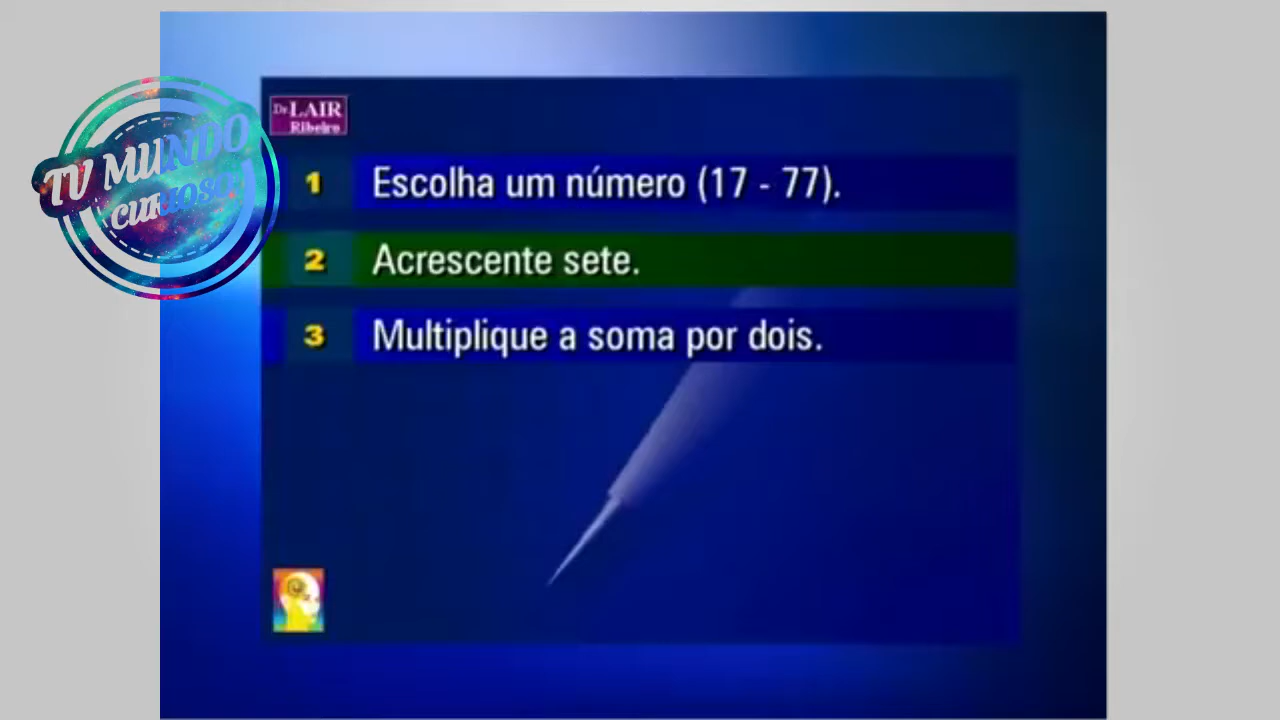 Dr. LAIR
Ribeiro
TV MUNDO
CURIOSO
1 Escolha um número (17 - 77).
2 Acrescente sete.
3 Multiplique a soma por dois.